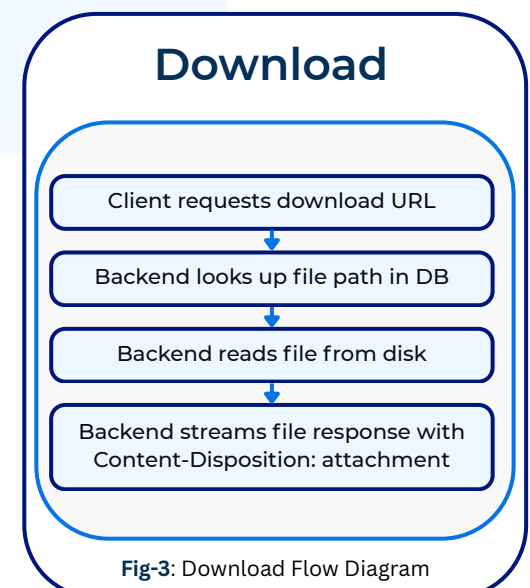 Download
Client requests download URL
Backend looks up file path in DB
Backend reads file from disk
Backend streams file response with
Content-Disposition: attachment
Fig-3: Download Flow Diagram